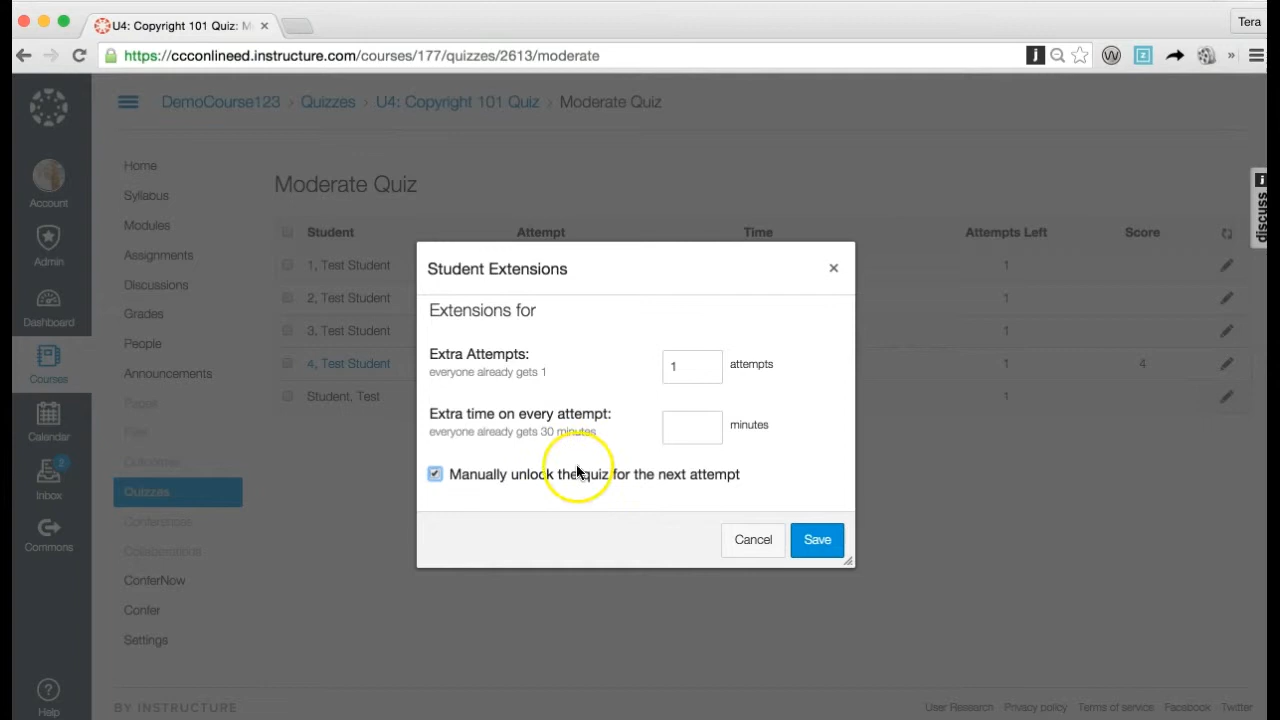 U4: Copyright 101 Quiz: M
Tera
https://ccconlineed.instructure.com/courses/177/quizzes/2613/moderate
DemoCourse123 > Quizzes > U4: Copyright 101 Quiz > Moderate Quiz
Account
Admin
Dashboard
Courses
Calendar
2
Inbox
Commons
Help
Home
Syllabus
Modules
Assignments
Discussions
Grades
People
Announcements
Pages
Files
Outcomes
Quizzes
Conferences
Collaborations
ConferNow
Confer
Settings
Moderate Quiz
Student Attempt Time Attempts Left Score
1, Test Student 1
2, Test Student 1
3, Test Student 1
4, Test Student 1 4
Student, Test 1
Student Extensions ×
Extensions for
Extra Attempts:
everyone already gets 1
1 attempts
Extra time on every attempt:
everyone already gets 30 minutes
minutes
Manually unlock the quiz for the next attempt
Cancel Save
discuss
BY INSTRUCTURE
User Research Privacy policy Terms of service Facebook Twitter